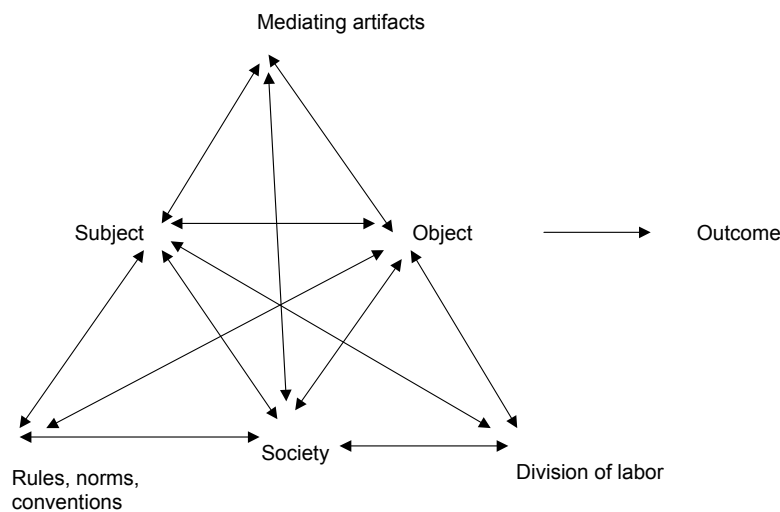 Mediating artifacts
Subject
Object
Outcome
Society
Division of labor
Rules, norms,
conventions